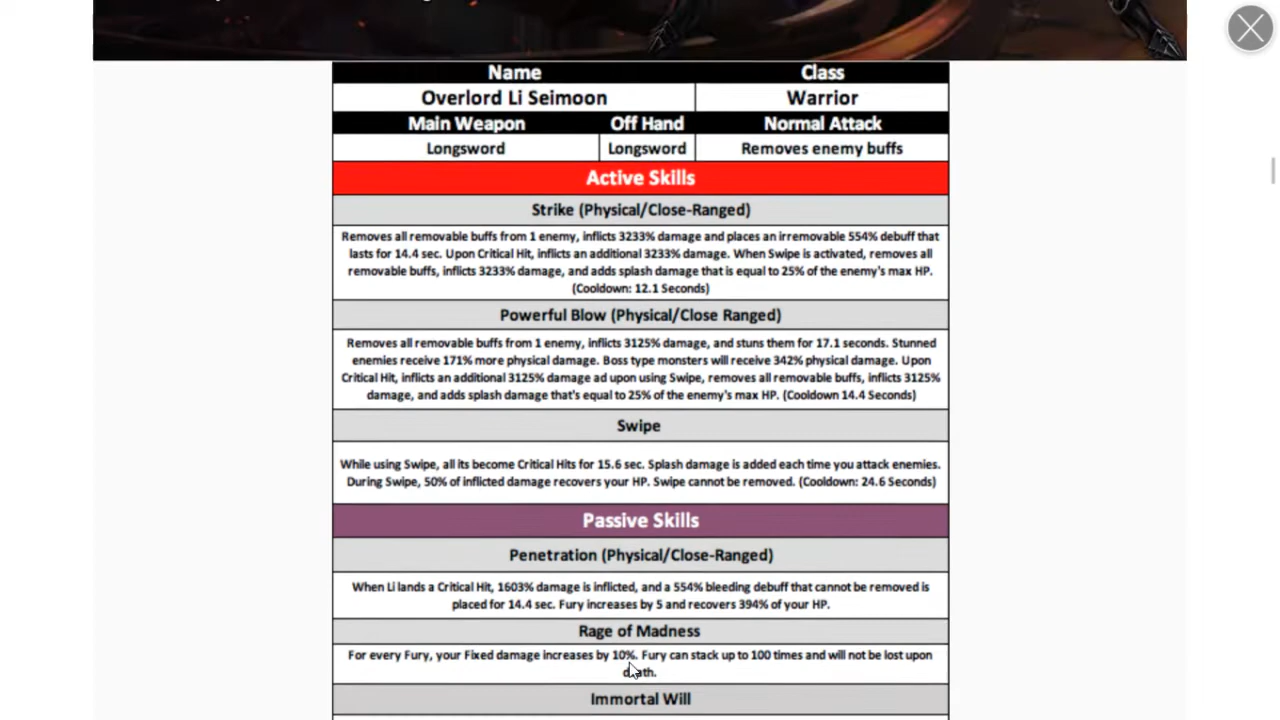 Name Class
Overlord Li Seimoon Warrior
Main Weapon Off Hand Normal Attack
Longsword Longsword Removes enemy buffs
Active Skills
Strike (Physical/Close-Ranged)
Removes all removable buffs from 1 enemy, inflicts 3233% damage and places an irremovable 554% debuff that
lasts for 14.4 sec. Upon Critical Hit, inflicts an additional 3233% damage. When Swipe is activated, removes all
removable buffs, inflicts 3233% damage, and adds splash damage that is equal to 25% of the enemy's max HP.
(Cooldown: 12.1 Seconds)
Powerful Blow (Physical/Close Ranged)
Removes all removable buffs from 1 enemy, inflicts 3125% damage, and stuns them for 17.1 seconds. Stunned
enemies receive 171% more physical damage. Boss type monsters will receive 342% physical damage. Upon
Critical Hit, inflicts an additional 3125% damage ad upon using Swipe, removes all removable buffs, inflicts 3125%
damage, and adds splash damage that's equal to 25% of the enemy's max HP. (Cooldown 14.4 Seconds)
Swipe
While using Swipe, all its become Critical Hits for 15.6 sec. Splash damage is added each time you attack enemies.
During Swipe, 50% of inflicted damage recovers your HP. Swipe cannot be removed. (Cooldown: 24.6 Seconds)
Passive Skills
Penetration (Physical/Close-Ranged)
When Li lands a Critical Hit, 1603% damage is inflicted, and a 554% bleeding debuff that cannot be removed is
placed for 14.4 sec. Fury increases by 5 and recovers 394% of your HP.
Rage of Madness
For every Fury, your Fixed damage increases by 10%. Fury can stack up to 100 times and will not be lost upon
death.
Immortal Will